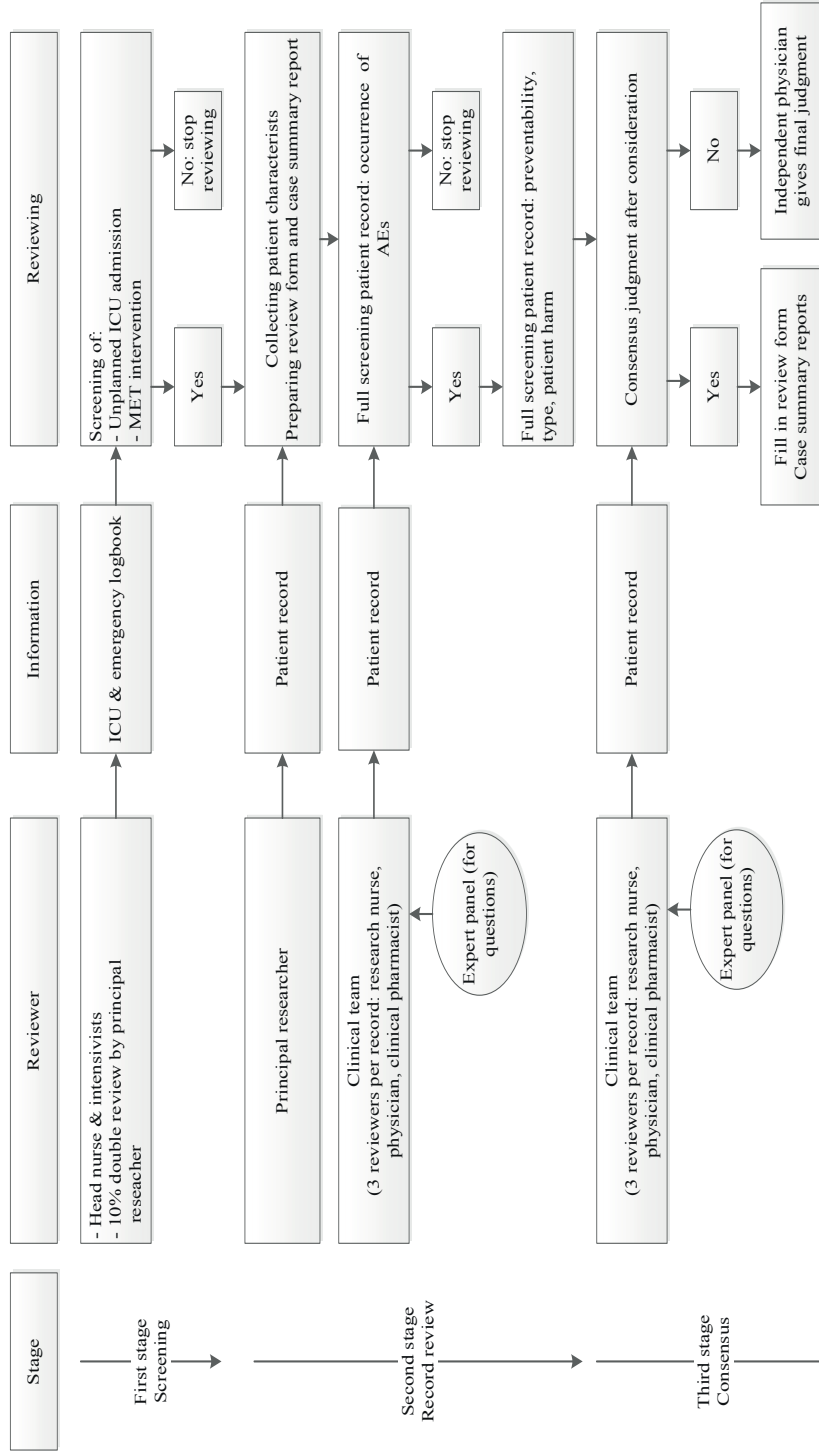 Stage
Reviewer
Information
Reviewing
First stage
Screening
- Head nurse & intensivists
- 10% double review by principal
reseacher
ICU & emergency logbook
Screening of:
- Unplanned ICU admission
- MET intervention
Yes
No: stop
reviewing
Second stage
Record review
Principal researcher
Patient record
Collecting patient characterists
Preparing review form and case summary report
Clinical team
(3 reviewers per record: research nurse,
physician, clinical pharmacist)
Expert panel (for
questions)
Patient record
Full screening patient record: occurrence of
AEs
Yes
No: stop
reviewing
Full screening patient record: preventability,
type, patient harm
Third stage
Consensus
Clinical team
(3 reviewers per record: research nurse,
physician, clinical pharmacist)
Expert panel (for
questions)
Patient record
Consensus judgment after consideration
Yes
No
Fill in review form
Case summary reports
Independent physician
gives final judgment